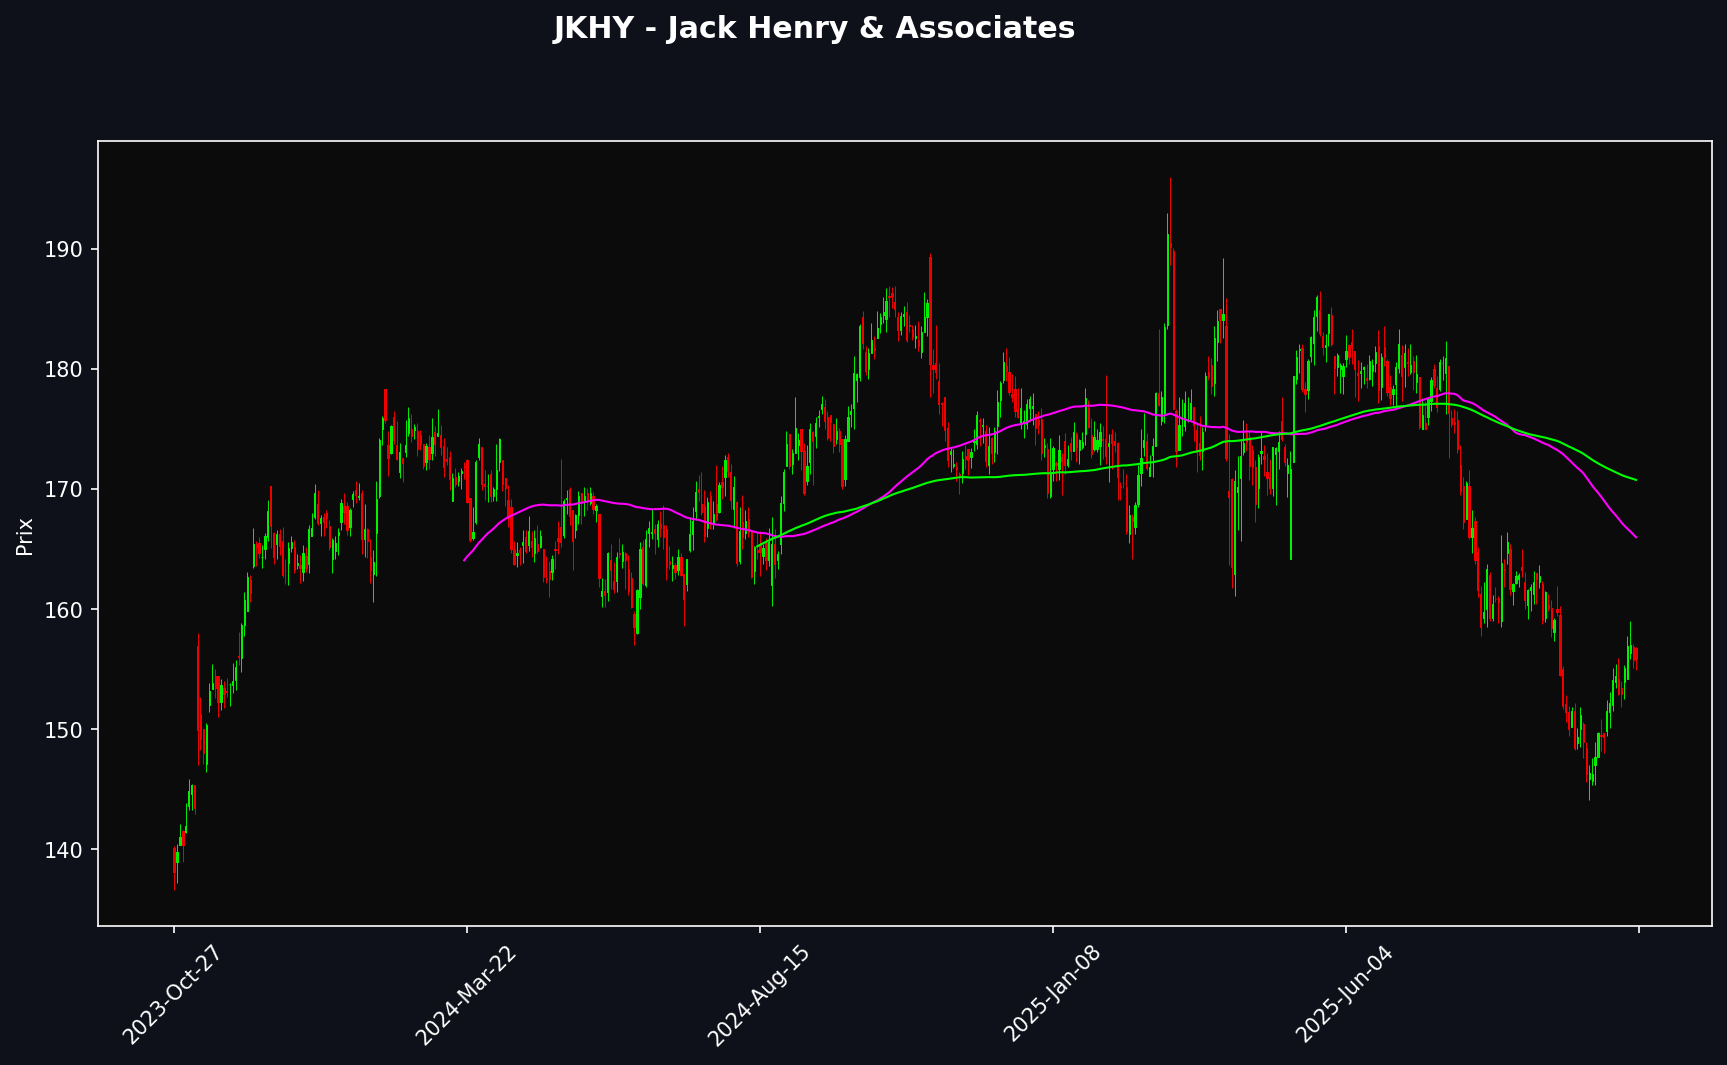 JKHY - Jack Henry & Associates
Prix
190
180
170
160
150
140
2023-Oct-27
2024-Mar-22
2024-Aug-15
2025-Jan-08
2025-Jun-04